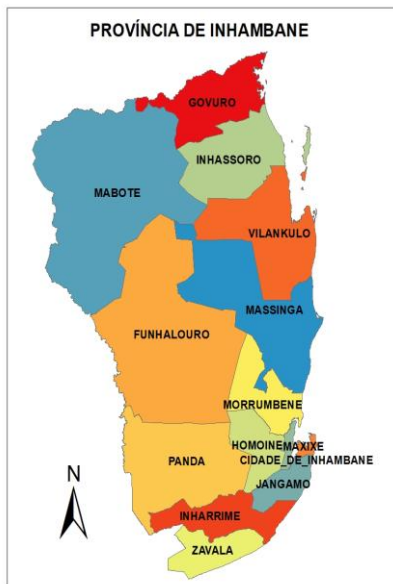 PROVÍNCIA DE INHAMBANE
GOVURO
INHASSORO
MABOTE
VILANKULO
MASSINGA
FUNHALOURO
MORRUMBENE
HOMOINE
MAXIXE
CIDADE_DE_INHAMBANE
PANDA
JANGAMO
N
INHARRIME
ZAVALA